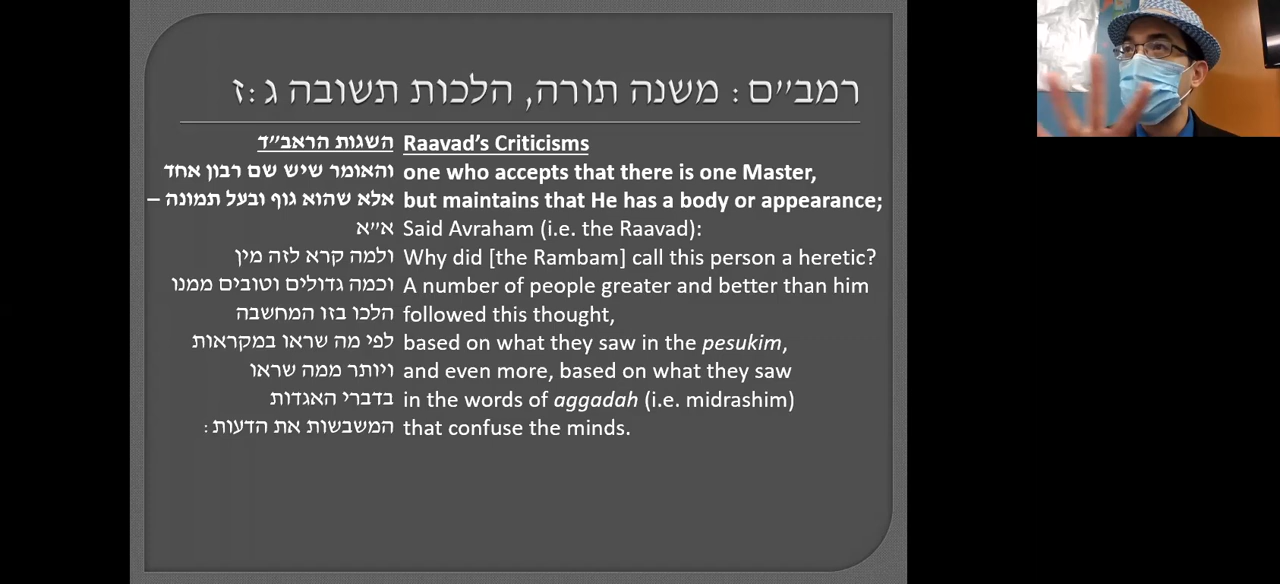 רמב״ם: משנה תורה, הלכות תשובה ג:ז
השגות הראב״ד Raavad's Criticisms
והאומר שיש שם רבון אחד one who accepts that there is one Master,
אלא שהוא גוף ובעל תמונה – but maintains that He has a body or appearance;
א״א Said Avraham (i.e. the Raavad):
ולמה קרא לזה מין Why did [the Rambam] call this person a heretic?
וכמה גדולים וטובים ממנו A number of people greater and better than him
הלכו בזו המחשבה followed this thought,
לפי מה שראו במקראות based on what they saw in the pesukim,
ויותר ממה שראו and even more, based on what they saw
בדברי האגדות in the words of aggadah (i.e. midrashim)
המשבשות את הדעות: that confuse the minds.